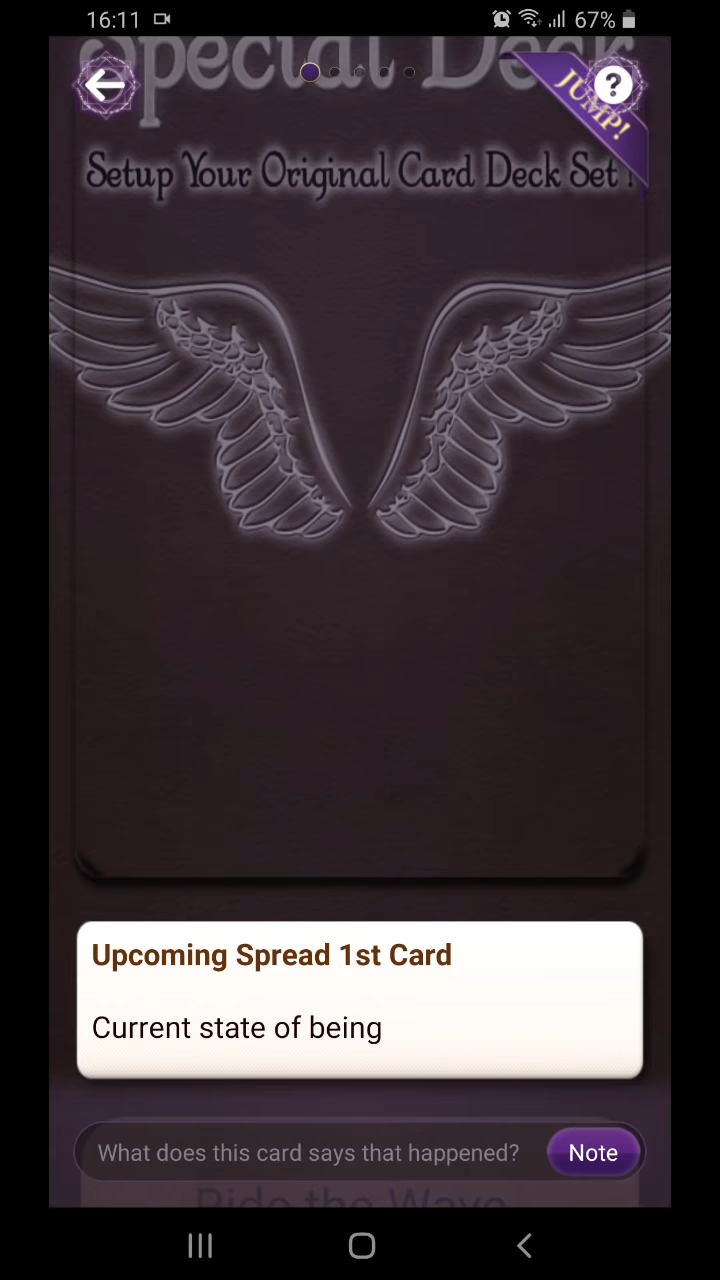 16:11 67%
Special Deck
JUMP!
?
Setup Your Original Card Deck Set !
Upcoming Spread 1st Card
Current state of being
What does this card says that happened? Note
Ride the Wave